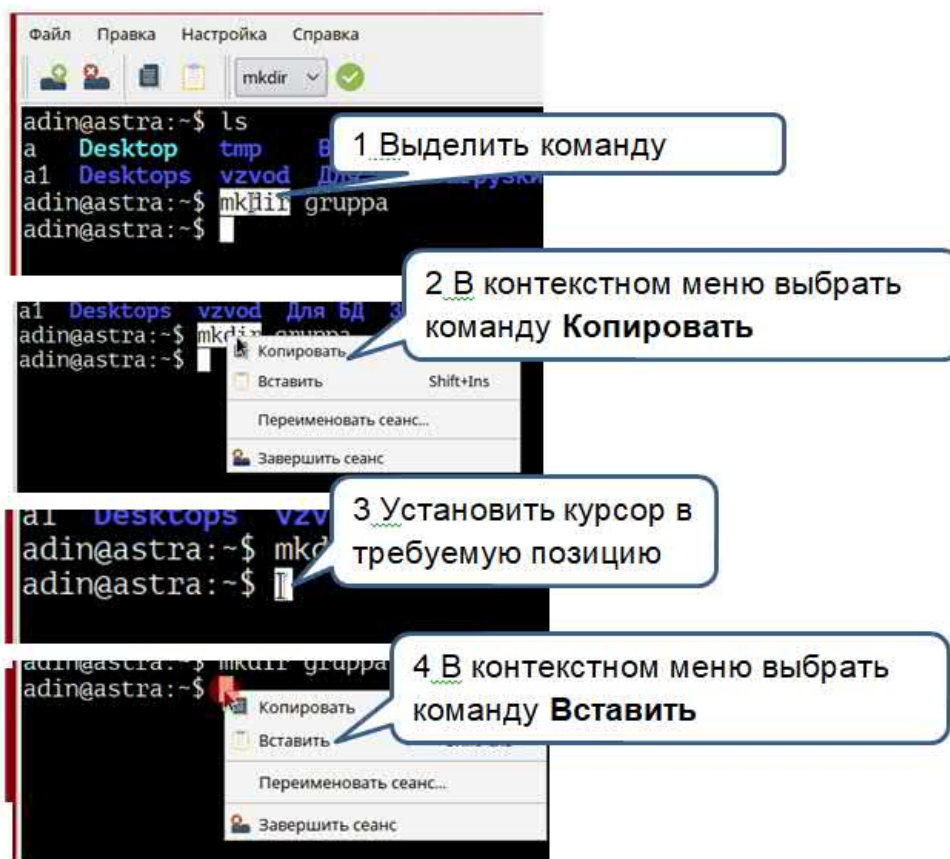 Файл Правка Настройка Справка
mkdir
adin@astra:~$ ls
a Desktop tmp
1 Выделить команду
a1 Desktops vzvod
adin@astra:~$ mkdir gruppa
adin@astra:~$
2 В контекстном меню выбрать
команду Копировать
a1 Desktops vzvod Для БД
adin@astra:~$ mkdir gruppa
adin@astra:~$
Копировать
Вставить Shift+Ins
Переименовать сеанс...
Завершить сеанс
3 Установить курсор в
требуемую позицию
a1 Desktops
adin@astra:~$
adin@astra:~$
4 В контекстном меню выбрать
команду Вставить
adin@astra:~$ mkdir gruppa
adin@astra:~$
Копировать
Вставить
Переименовать сеанс...
Завершить сеанс